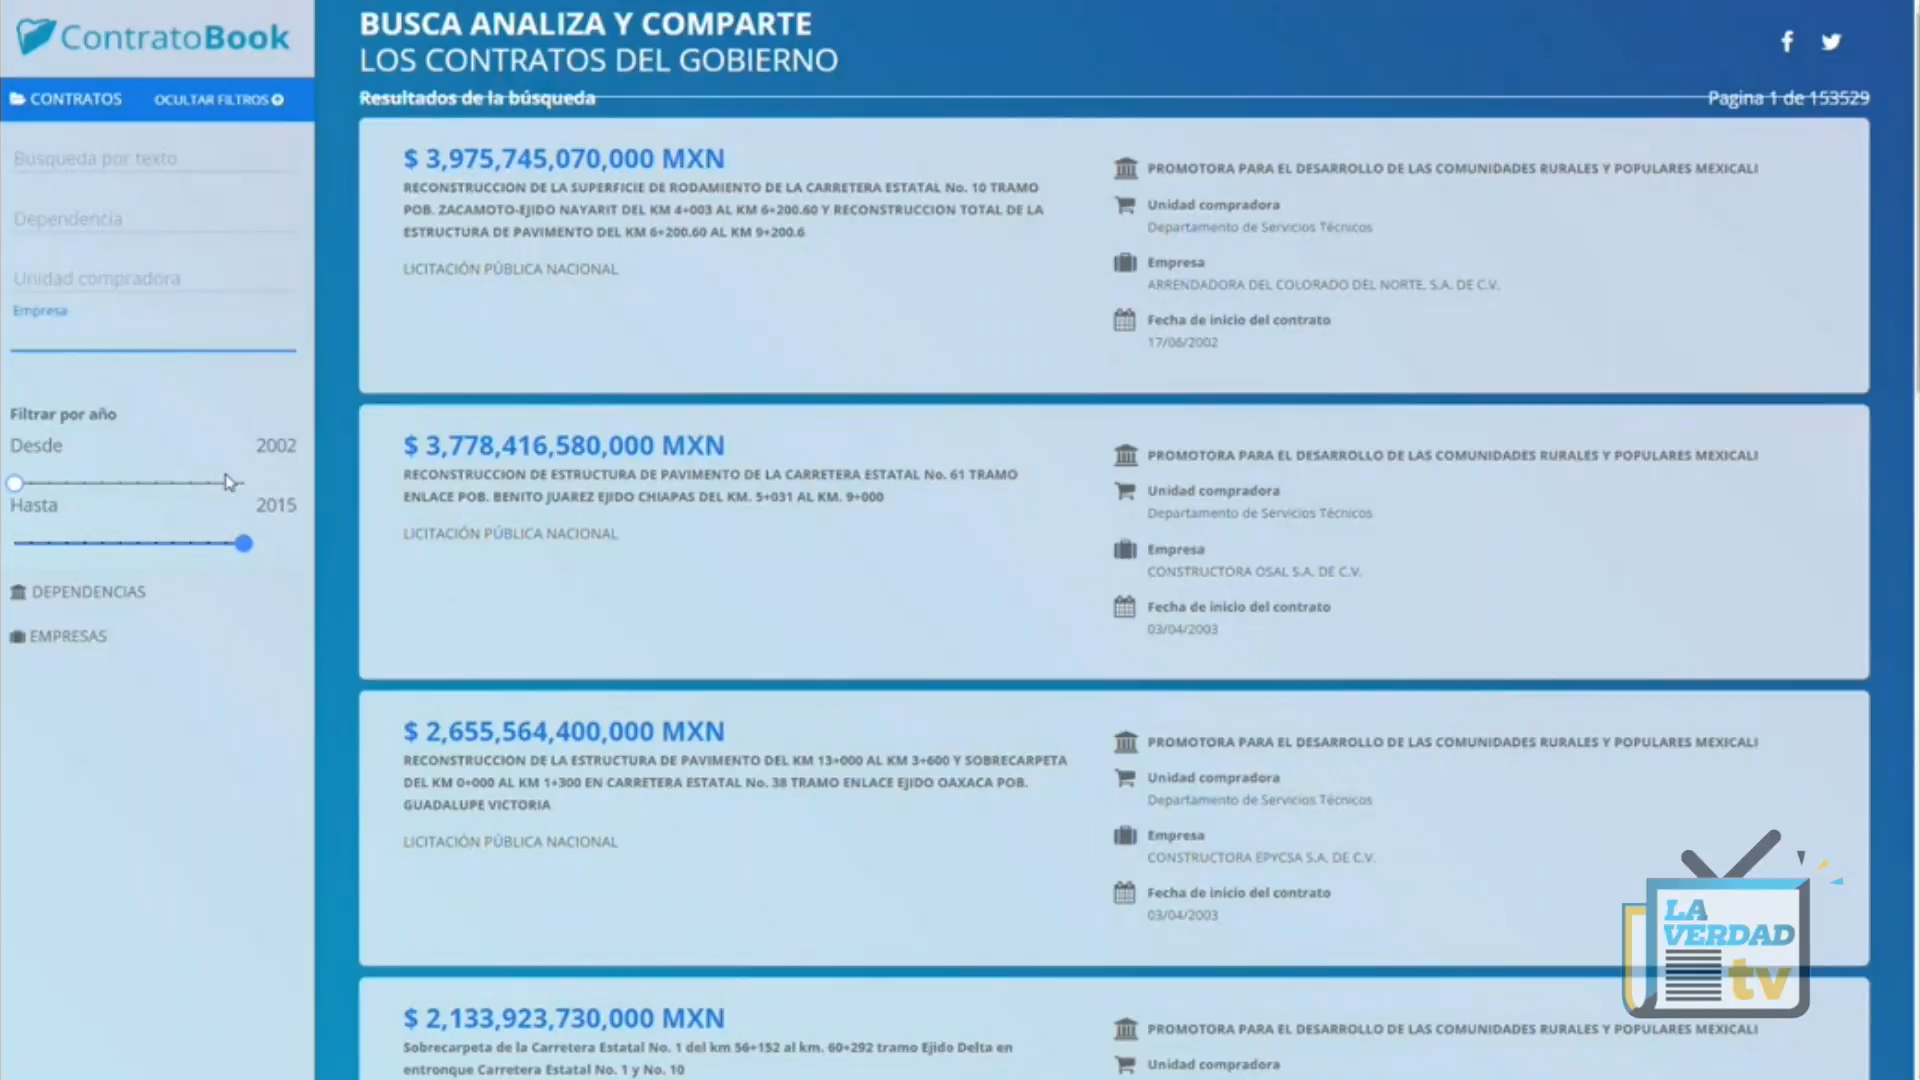 ContratoBook
CONTRATOS OCULTAR FILTROS
Busqueda por texto
Dependencia
Unidad compradora
Empresa
Filtrar por año
Desde 2002
Hasta 2015
DEPENDENCIAS
EMPRESAS
BUSCA ANALIZA Y COMPARTE
LOS CONTRATOS DEL GOBIERNO
Resultados de la búsqueda
Pagina 1 de 153529
$ 3,975,745,070,000 MXN
RECONSTRUCCION DE LA SUPERFICIE DE RODAMIENTO DE LA CARRETERA ESTATAL No. 10 TRAMO
POB. ZACAMOTO-EJIDO NAYARIT DEL KM 4+003 AL KM 6+200.60 Y RECONSTRUCCION TOTAL DE LA
ESTRUCTURA DE PAVIMENTO DEL KM 6+200.60 AL KM 9+200.6
LICITACIÓN PÚBLICA NACIONAL
PROMOTORA PARA EL DESARROLLO DE LAS COMUNIDADES RURALES Y POPULARES MEXICALI
Unidad compradora
Departamento de Servicios Técnicos
Empresa
ARRENDADORA DEL COLORADO DEL NORTE, S.A. DE C.V.
Fecha de inicio del contrato
17/06/2002
$ 3,778,416,580,000 MXN
RECONSTRUCCION DE ESTRUCTURA DE PAVIMENTO DE LA CARRETERA ESTATAL No. 61 TRAMO
ENLACE POB. BENITO JUAREZ EJIDO CHIAPAS DEL KM. 5+031 AL KM. 9+000
LICITACIÓN PÚBLICA NACIONAL
PROMOTORA PARA EL DESARROLLO DE LAS COMUNIDADES RURALES Y POPULARES MEXICALI
Unidad compradora
Departamento de Servicios Técnicos
Empresa
CONSTRUCTORA OSAL S.A. DE C.V.
Fecha de inicio del contrato
03/04/2003
$ 2,655,564,400,000 MXN
RECONSTRUCCION DE LA ESTRUCTURA DE PAVIMENTO DEL KM 13+000 AL KM 3+600 Y SOBRECARPETA
DEL KM 0+000 AL KM 1+300 EN CARRETERA ESTATAL No. 38 TRAMO ENLACE EJIDO OAXACA POB.
GUADALUPE VICTORIA
LICITACIÓN PÚBLICA NACIONAL
PROMOTORA PARA EL DESARROLLO DE LAS COMUNIDADES RURALES Y POPULARES MEXICALI
Unidad compradora
Departamento de Servicios Técnicos
Empresa
CONSTRUCTORA EPYCSA S.A. DE C.V.
Fecha de inicio del contrato
03/04/2003
$ 2,133,923,730,000 MXN
Sobrecarpeta de la Carretera Estatal No. 1 del km 56+152 al km. 60+292 tramo Ejido Delta en
entronque Carretera Estatal No. 1 y No. 10
PROMOTORA PARA EL DESARROLLO DE LAS COMUNIDADES RURALES Y POPULARES MEXICALI
Unidad compradora
LA
VERDAD
tv